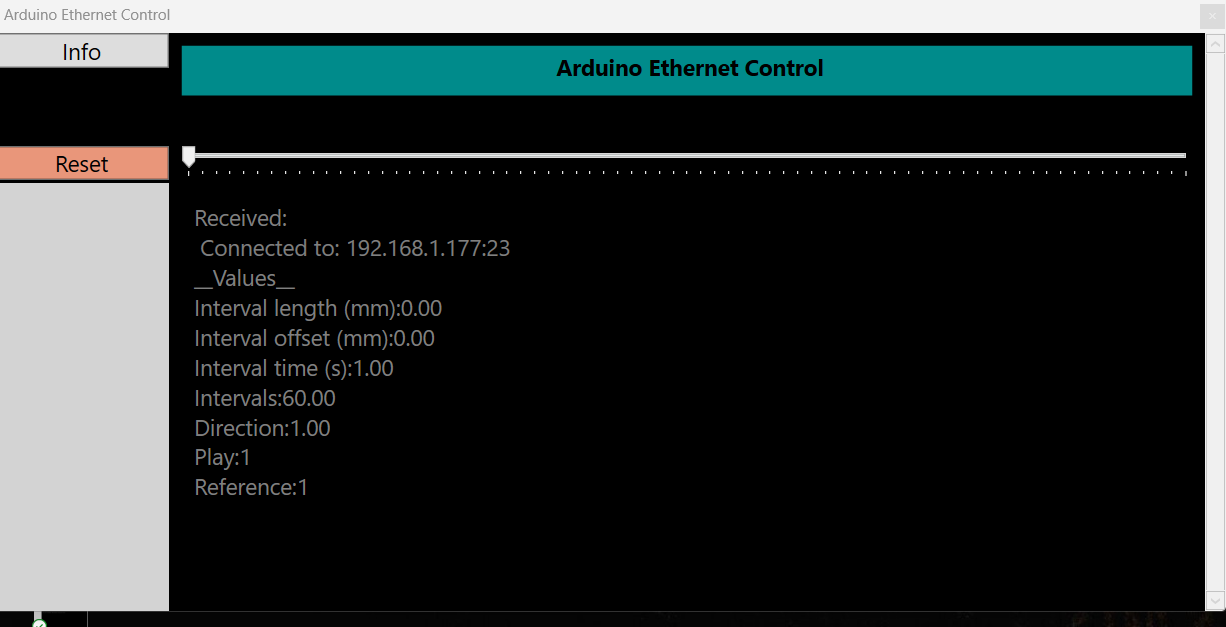 Arduino Ethernet Control
Info
Arduino Ethernet Control
Reset
Received:
Connected to: 192.168.1.177:23
__Values__
Interval length (mm):0.00
Interval offset (mm):0.00
Interval time (s):1.00
Intervals:60.00
Direction:1.00
Play:1
Reference:1